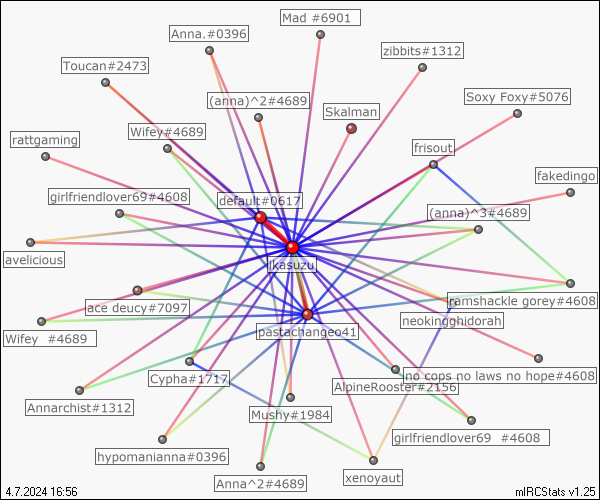 Mad #6901
Anna.#0396
zibbits#1312
Toucan#2473
(anna)^2#4689
Soxy Foxy#5076
Skalman
Wifey#4689
rattgaming
frisout
fakedingo
girlfriendlover69#4608
default#0617
(anna)^3#4689
avelicious
ikasuzu
ace deucy#7097
ramshackle gorey#4608
neokingghidorah
pastachangeo41
Wifey #4689
Cypha#1717
no cops no laws no hope#4608
AlpineRooster#2156
Annarchist#1312
Mushy#1984
girlfriendlover69 #4608
hypomanianna#0396
xenoyaut
Anna^2#4689
4.7.2024 16:56
mIRCStats v1.25